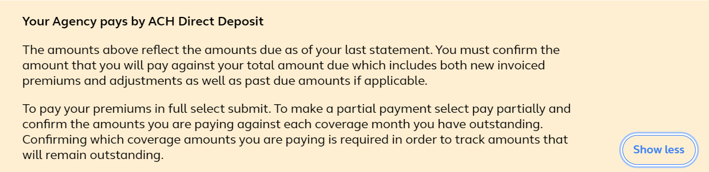 Your Agency pays by ACH Direct Deposit
The amounts above reflect the amounts due as of your last statement. You must confirm the
amount that you will pay against your total amount due which includes both new invoiced
premiums and adjustments as well as past due amounts if applicable.
To pay your premiums in full select submit. To make a partial payment select pay partially and
confirm the amounts you are paying against each coverage month you have outstanding.
Confirming which coverage amounts you are paying is required in order to track amounts that
will remain outstanding.
Show less